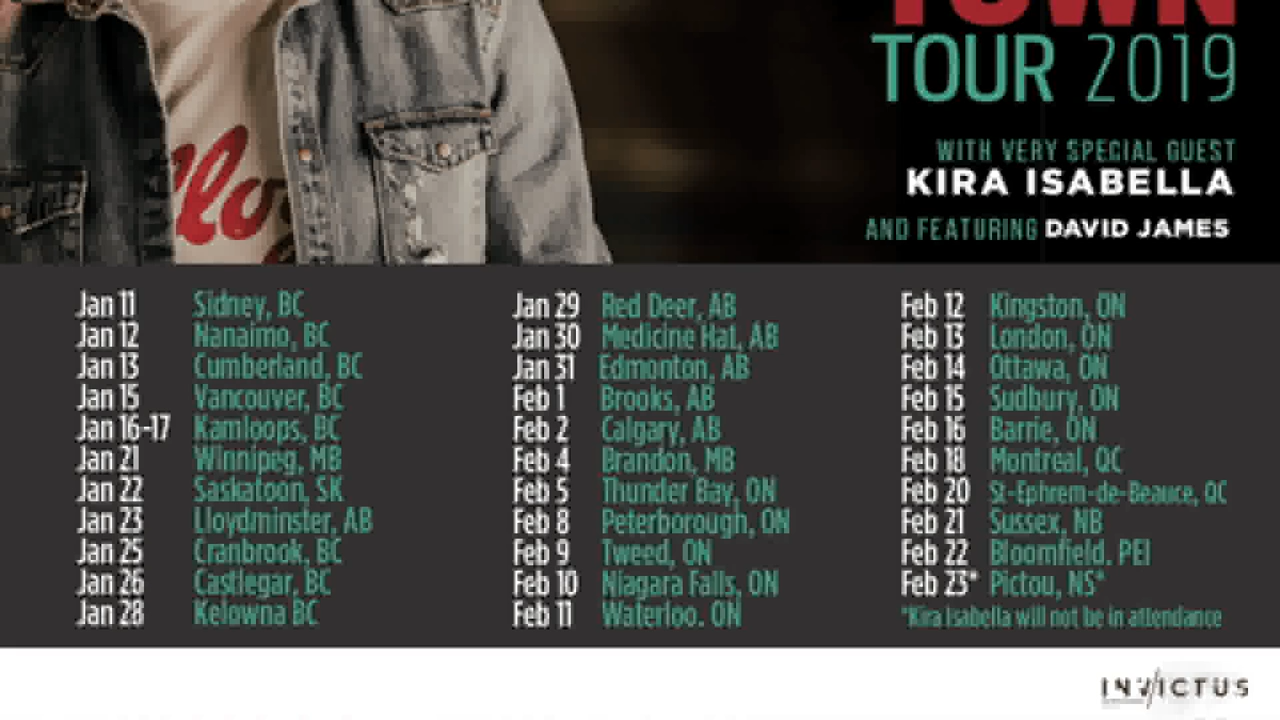 TOWN
TOUR 2019
WITH VERY SPECIAL GUEST
KIRA ISABELLA
AND FEATURING DAVID JAMES
Jan 11 Sidney, BC
Jan 12 Nanaimo, BC
Jan 13 Cumberland, BC
Jan 15 Vancouver, BC
Jan 16-17 Kamloops, BC
Jan 21 Winnipeg, MB
Jan 22 Saskatoon, SK
Jan 23 Lloydminster, AB
Jan 25 Cranbrook, BC
Jan 26 Castlegar, BC
Jan 28 Kelowna BC
Jan 29 Red Deer, AB
Jan 30 Medicine Hat, AB
Jan 31 Edmonton, AB
Feb 1 Brooks, AB
Feb 2 Calgary, AB
Feb 4 Brandon, MB
Feb 5 Thunder Bay, ON
Feb 8 Peterborough, ON
Feb 9 Tweed, ON
Feb 10 Niagara Falls, ON
Feb 11 Waterloo. ON
Feb 12 Kingston, ON
Feb 13 London, ON
Feb 14 Ottawa, ON
Feb 15 Sudbury, ON
Feb 16 Barrie, ON
Feb 18 Montreal, QC
Feb 20 St-Ephrem-de-Beauce, QC
Feb 21 Sussex, NB
Feb 22 Bloomfield. PEI
Feb 23* Pictou, NS*
*Kira Isabella will not be in attendance
INVICTUS